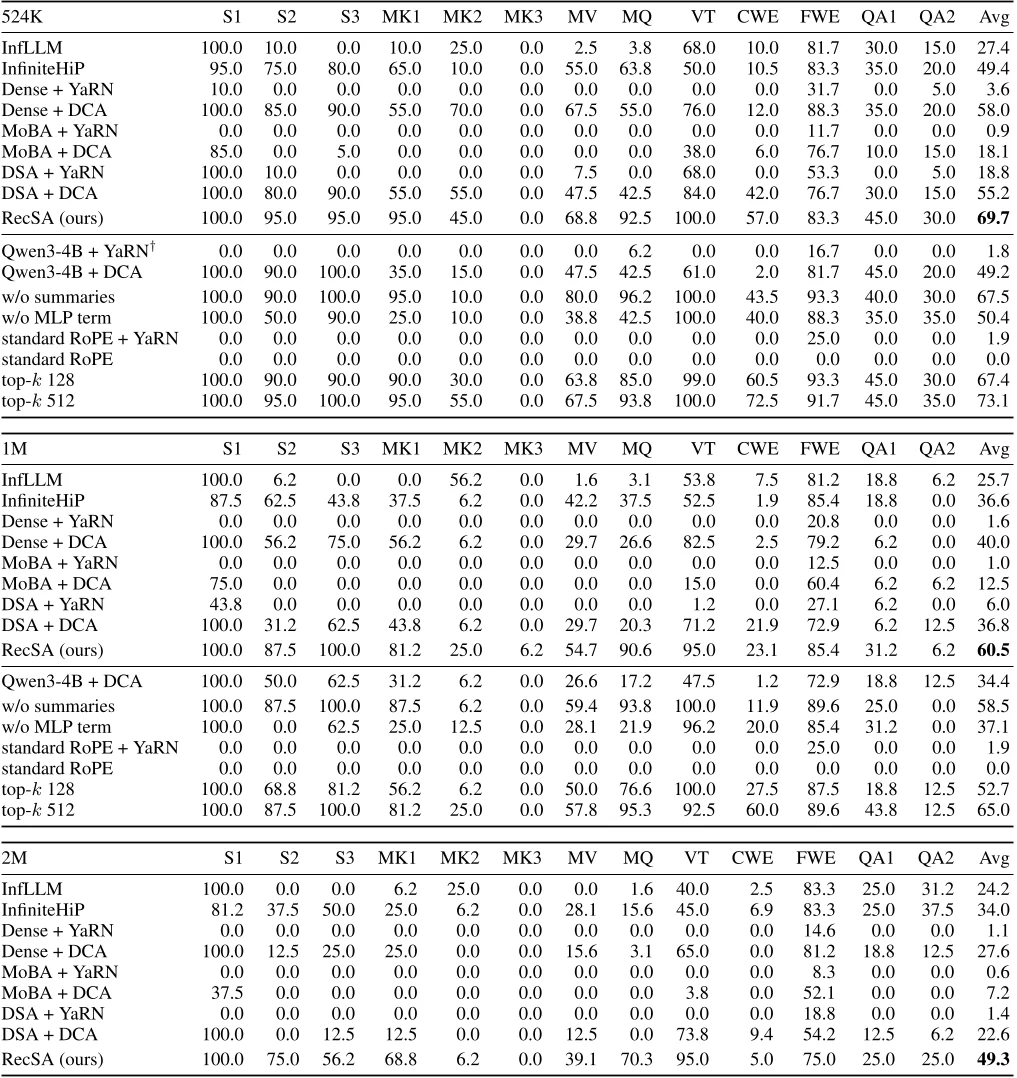 524K S1 S2 S3 MK1 MK2 MK3 MV MQ VT CWE FWE QA1 QA2 Avg
InfLLM 100.0 10.0 0.0 10.0 25.0 0.0 2.5 3.8 68.0 10.0 81.7 30.0 15.0 27.4
InfiniteHiP 95.0 75.0 80.0 65.0 10.0 0.0 55.0 63.8 50.0 10.5 83.3 35.0 20.0 49.4
Dense + YaRN 10.0 0.0 0.0 0.0 0.0 0.0 0.0 0.0 0.0 0.0 31.7 0.0 5.0 3.6
Dense + DCA 100.0 85.0 90.0 55.0 70.0 0.0 67.5 55.0 76.0 12.0 88.3 35.0 20.0 58.0
MoBA + YaRN 0.0 0.0 0.0 0.0 0.0 0.0 0.0 0.0 0.0 0.0 11.7 0.0 0.0 0.9
MoBA + DCA 85.0 0.0 5.0 0.0 0.0 0.0 0.0 0.0 38.0 6.0 76.7 10.0 15.0 18.1
DSA + YaRN 100.0 10.0 0.0 0.0 0.0 0.0 7.5 0.0 68.0 0.0 53.3 0.0 5.0 18.8
DSA + DCA 100.0 80.0 90.0 55.0 55.0 0.0 47.5 42.5 84.0 42.0 76.7 30.0 15.0 55.2
RecSA (ours) 100.0 95.0 95.0 95.0 45.0 0.0 68.8 92.5 100.0 57.0 83.3 45.0 30.0 69.7
Qwen3-4B + YaRN† 0.0 0.0 0.0 0.0 0.0 0.0 0.0 6.2 0.0 0.0 16.7 0.0 0.0 1.8
Qwen3-4B + DCA 100.0 90.0 100.0 35.0 15.0 0.0 47.5 42.5 61.0 2.0 81.7 45.0 20.0 49.2
w/o summaries 100.0 90.0 100.0 95.0 10.0 0.0 80.0 96.2 100.0 43.5 93.3 40.0 30.0 67.5
w/o MLP term 100.0 50.0 90.0 25.0 10.0 0.0 38.8 42.5 100.0 40.0 88.3 35.0 35.0 50.4
standard RoPE + YaRN 0.0 0.0 0.0 0.0 0.0 0.0 0.0 0.0 0.0 0.0 25.0 0.0 0.0 1.9
standard RoPE 0.0 0.0 0.0 0.0 0.0 0.0 0.0 0.0 0.0 0.0 0.0 0.0 0.0 0.0
top-k 128 100.0 90.0 90.0 90.0 30.0 0.0 63.8 85.0 99.0 60.5 93.3 45.0 30.0 67.4
top-k 512 100.0 95.0 100.0 95.0 55.0 0.0 67.5 93.8 100.0 72.5 91.7 45.0 35.0 73.1
1M S1 S2 S3 MK1 MK2 MK3 MV MQ VT CWE FWE QA1 QA2 Avg
InfLLM 100.0 6.2 0.0 0.0 56.2 0.0 1.6 3.1 53.8 7.5 81.2 18.8 6.2 25.7
InfiniteHiP 87.5 62.5 43.8 37.5 6.2 0.0 42.2 37.5 52.5 1.9 85.4 18.8 0.0 36.6
Dense + YaRN 0.0 0.0 0.0 0.0 0.0 0.0 0.0 0.0 0.0 0.0 20.8 0.0 0.0 1.6
Dense + DCA 100.0 56.2 75.0 56.2 6.2 0.0 29.7 26.6 82.5 2.5 79.2 6.2 0.0 40.0
MoBA + YaRN 0.0 0.0 0.0 0.0 0.0 0.0 0.0 0.0 0.0 0.0 12.5 0.0 0.0 1.0
MoBA + DCA 75.0 0.0 0.0 0.0 0.0 0.0 0.0 0.0 15.0 0.0 60.4 6.2 6.2 12.5
DSA + YaRN 43.8 0.0 0.0 0.0 0.0 0.0 0.0 0.0 1.2 0.0 27.1 6.2 0.0 6.0
DSA + DCA 100.0 31.2 62.5 43.8 6.2 0.0 29.7 20.3 71.2 21.9 72.9 6.2 12.5 36.8
RecSA (ours) 100.0 87.5 100.0 81.2 25.0 6.2 54.7 90.6 95.0 23.1 85.4 31.2 6.2 60.5
Qwen3-4B + DCA 100.0 50.0 62.5 31.2 6.2 0.0 26.6 17.2 47.5 1.2 72.9 18.8 12.5 34.4
w/o summaries 100.0 87.5 100.0 87.5 6.2 0.0 59.4 93.8 100.0 11.9 89.6 25.0 0.0 58.5
w/o MLP term 100.0 0.0 62.5 25.0 12.5 0.0 28.1 21.9 96.2 20.0 85.4 31.2 0.0 37.1
standard RoPE + YaRN 0.0 0.0 0.0 0.0 0.0 0.0 0.0 0.0 0.0 0.0 25.0 0.0 0.0 1.9
standard RoPE 0.0 0.0 0.0 0.0 0.0 0.0 0.0 0.0 0.0 0.0 0.0 0.0 0.0 0.0
top-k 128 100.0 68.8 81.2 56.2 6.2 0.0 50.0 76.6 100.0 27.5 87.5 18.8 12.5 52.7
top-k 512 100.0 87.5 100.0 81.2 25.0 0.0 57.8 95.3 92.5 60.0 89.6 43.8 12.5 65.0
2M S1 S2 S3 MK1 MK2 MK3 MV MQ VT CWE FWE QA1 QA2 Avg
InfLLM 100.0 0.0 0.0 6.2 25.0 0.0 0.0 1.6 40.0 2.5 83.3 25.0 31.2 24.2
InfiniteHiP 81.2 37.5 50.0 25.0 6.2 0.0 28.1 15.6 45.0 6.9 83.3 25.0 37.5 34.0
Dense + YaRN 0.0 0.0 0.0 0.0 0.0 0.0 0.0 0.0 0.0 0.0 14.6 0.0 0.0 1.1
Dense + DCA 100.0 12.5 25.0 25.0 0.0 0.0 15.6 3.1 65.0 0.0 81.2 18.8 12.5 27.6
MoBA + YaRN 0.0 0.0 0.0 0.0 0.0 0.0 0.0 0.0 0.0 0.0 8.3 0.0 0.0 0.6
MoBA + DCA 37.5 0.0 0.0 0.0 0.0 0.0 0.0 0.0 3.8 0.0 52.1 0.0 0.0 7.2
DSA + YaRN 0.0 0.0 0.0 0.0 0.0 0.0 0.0 0.0 0.0 0.0 18.8 0.0 0.0 1.4
DSA + DCA 100.0 0.0 12.5 12.5 0.0 0.0 12.5 0.0 73.8 9.4 54.2 12.5 6.2 22.6
RecSA (ours) 100.0 75.0 56.2 68.8 6.2 0.0 39.1 70.3 95.0 5.0 75.0 25.0 25.0 49.3